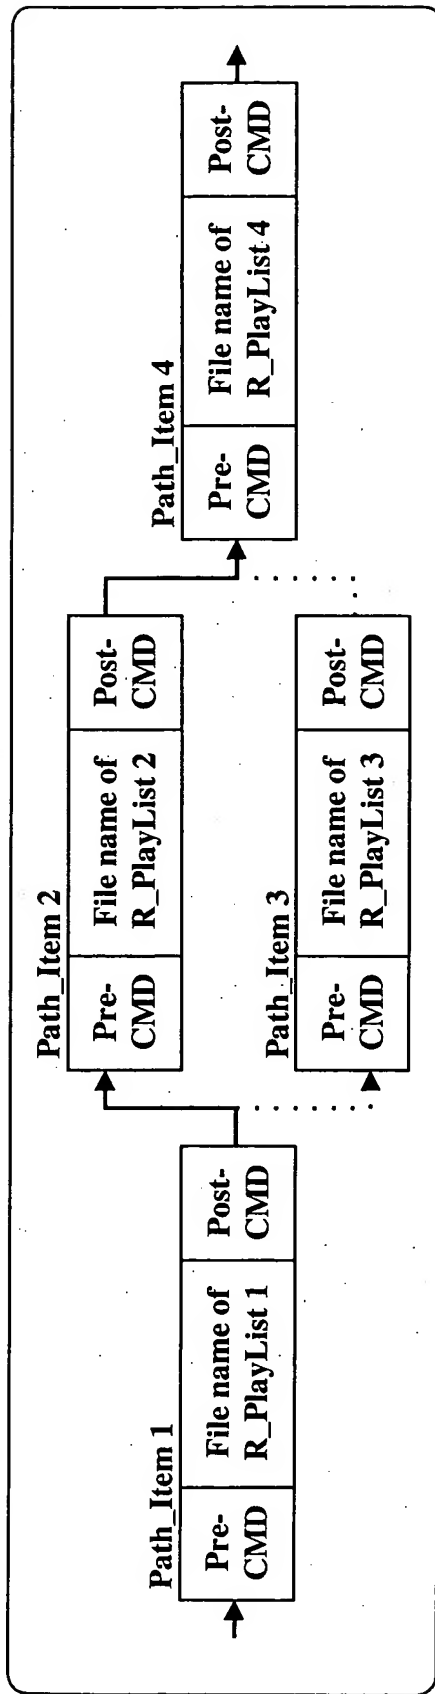 Path_Item 1
Pre-
CMD
File name of
R_PlayList 1
Post-
CMD
Path_Item 2
Pre-
CMD
File name of
R_PlayList 2
Post-
CMD
Path_Item 3
Pre-
CMD
File name of
R_PlayList 3
Post-
CMD
Path_Item 4
Pre-
CMD
File name of
R_PlayList 4
Post-
CMD